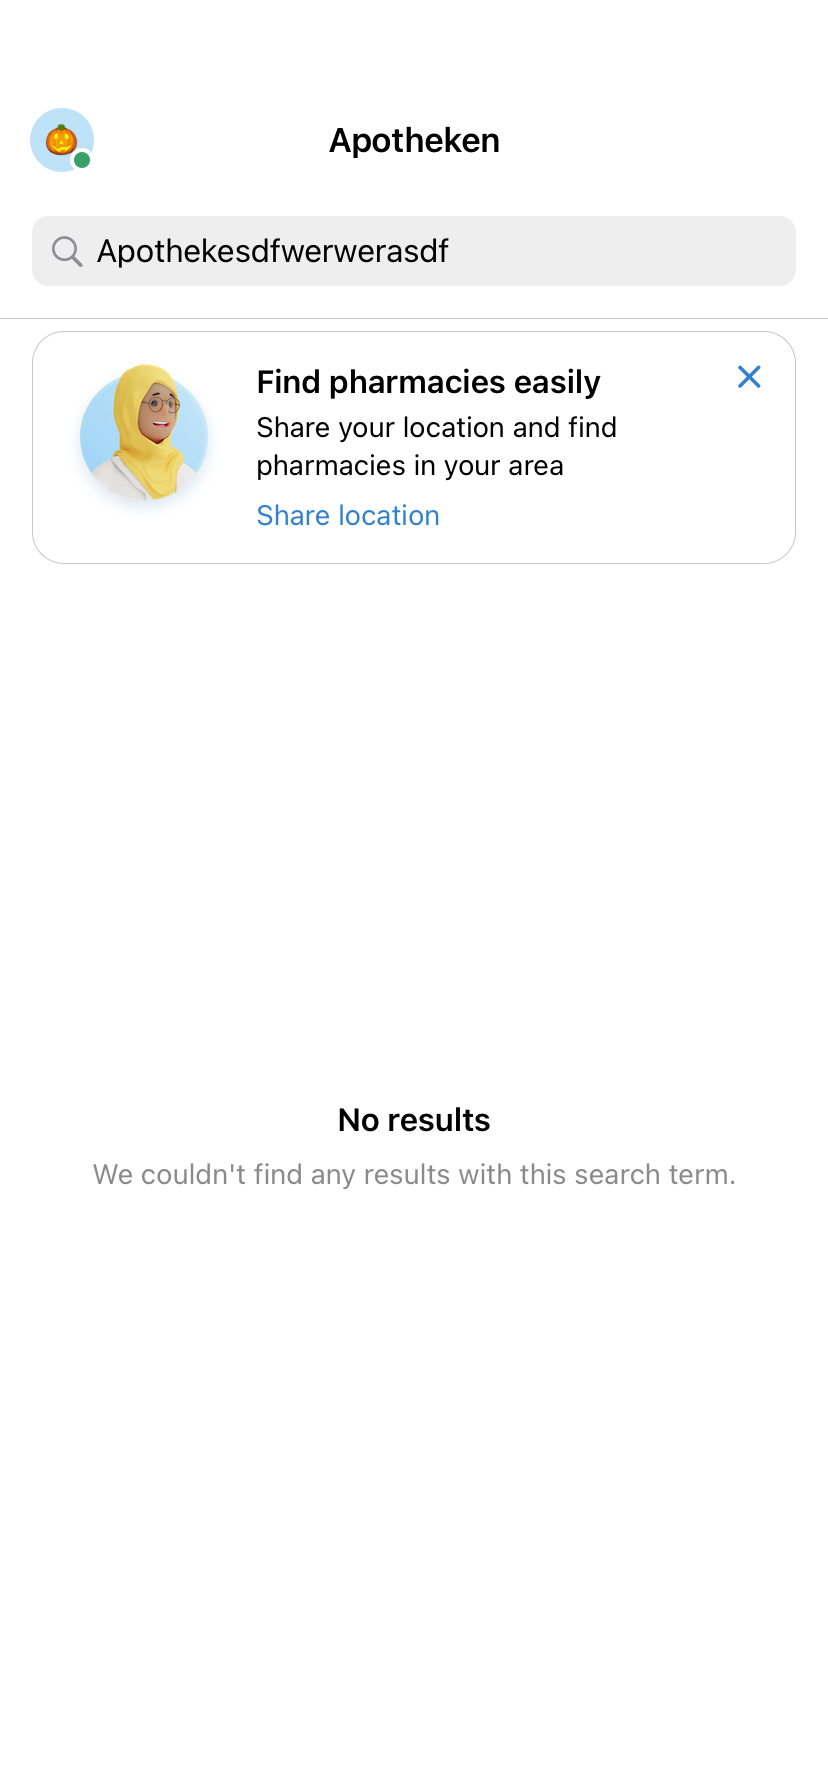 Apotheken
Apothekesdfwerwerasdf
Find pharmacies easily
Share your location and find
pharmacies in your area
Share location
No results
We couldn't find any results with this search term.